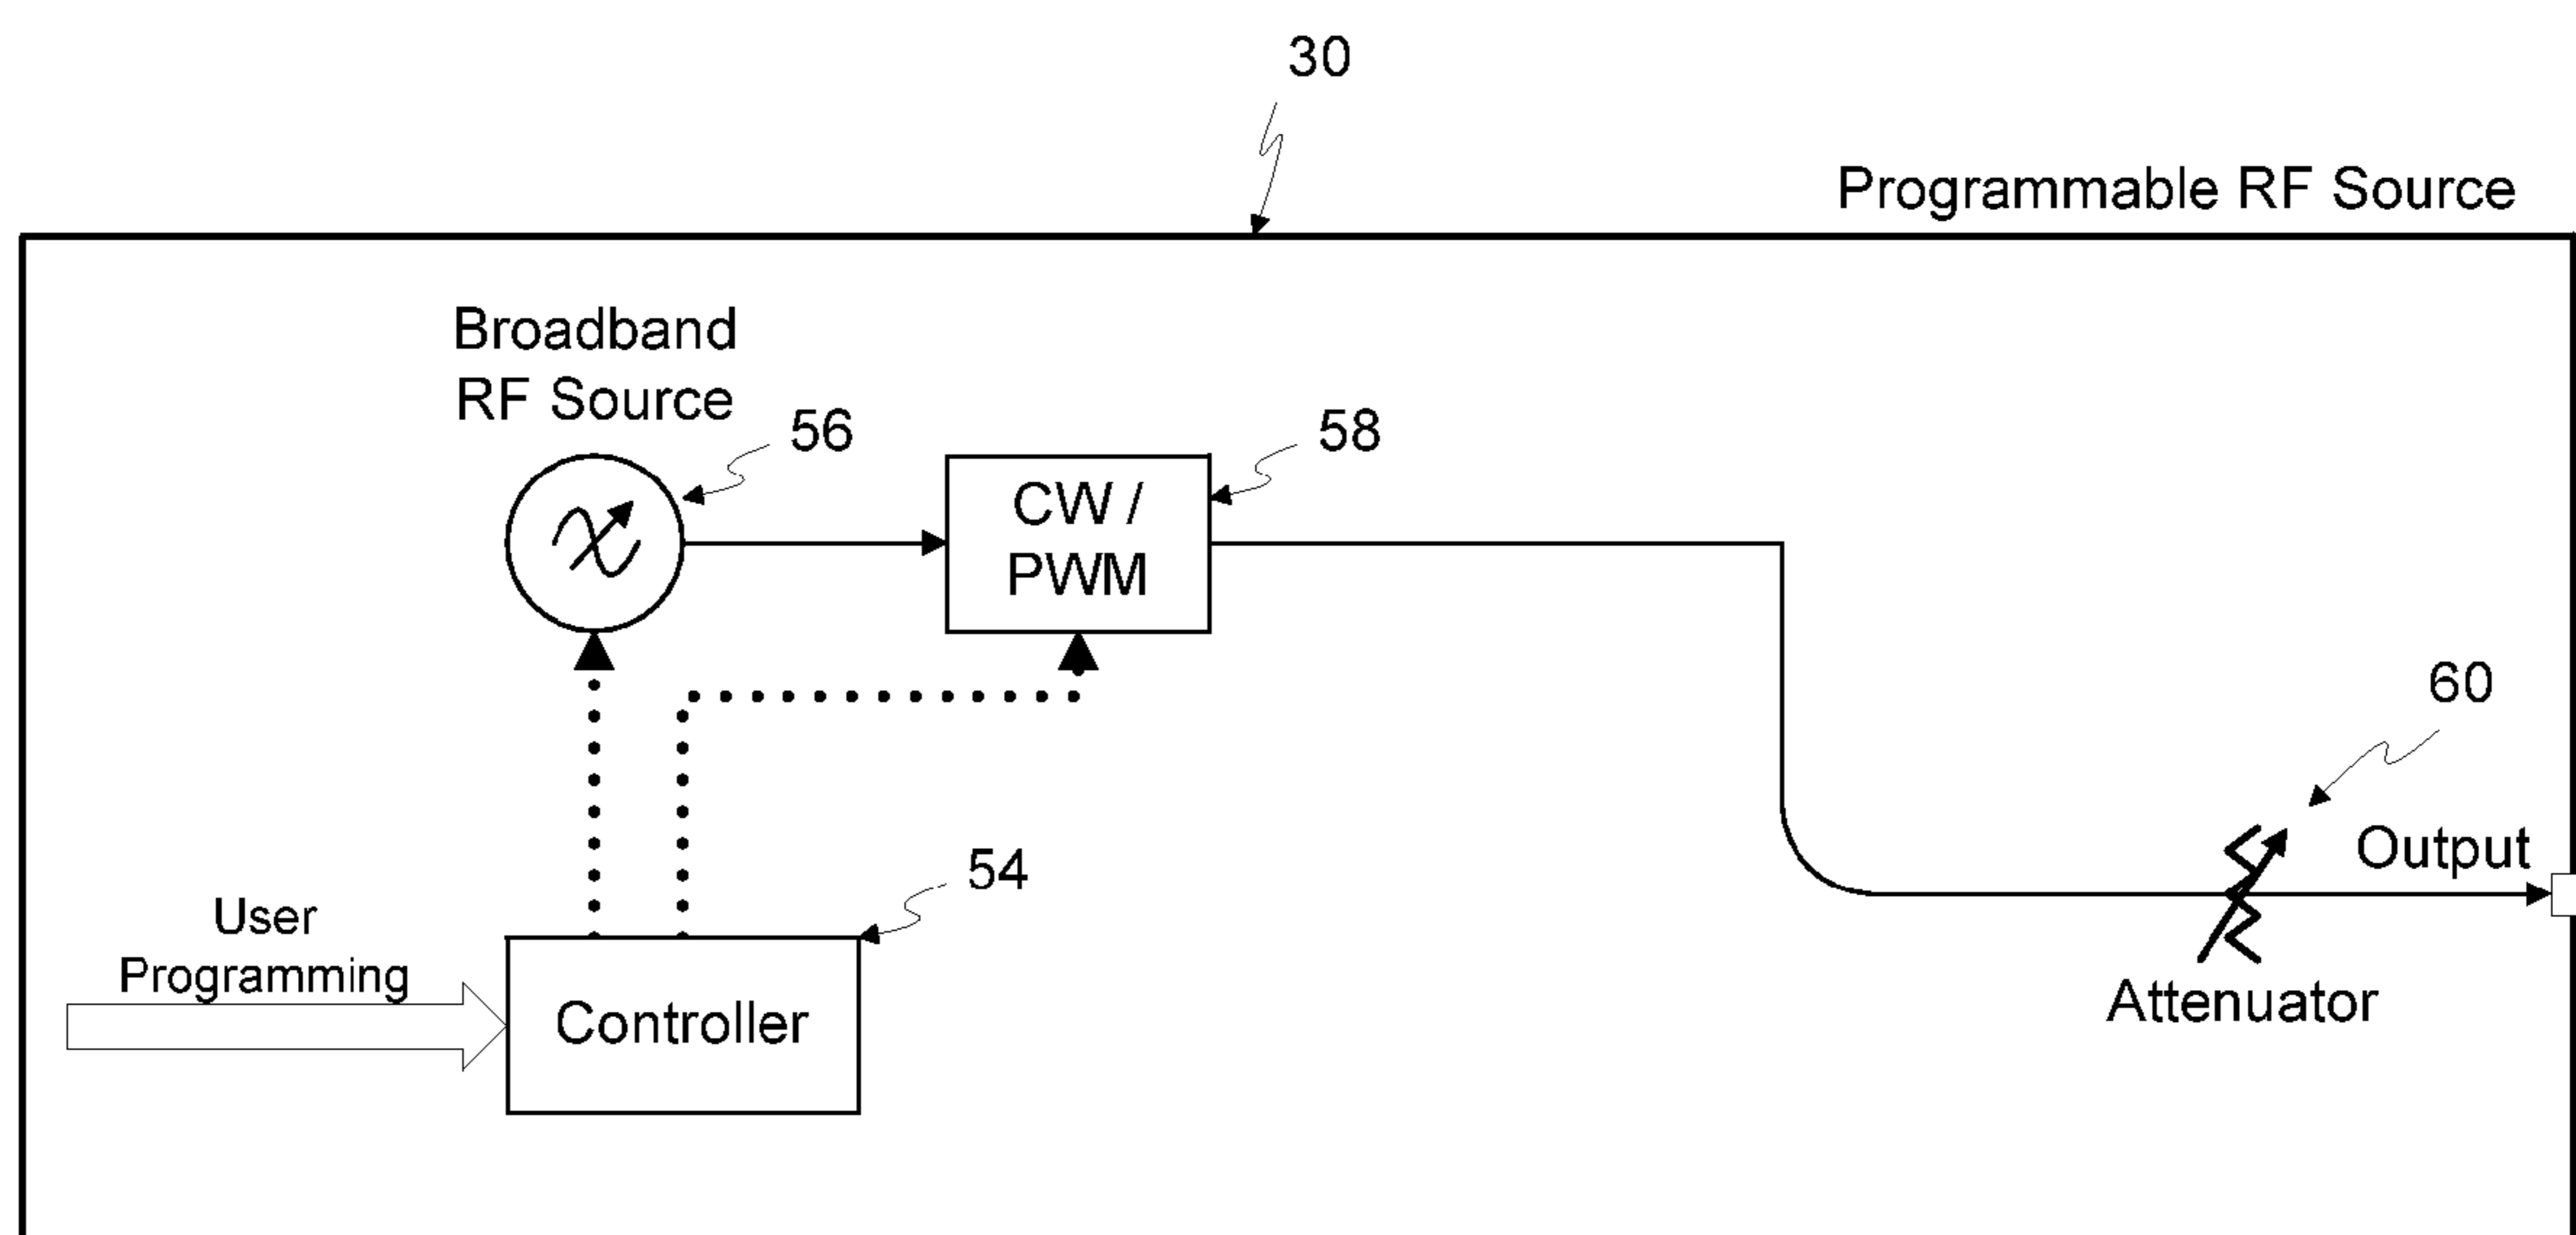 30
Programmable RF Source
Broadband
RF Source
56
58
CW /
PWM
60
Output
54
User
Programming
Controller
Attenuator